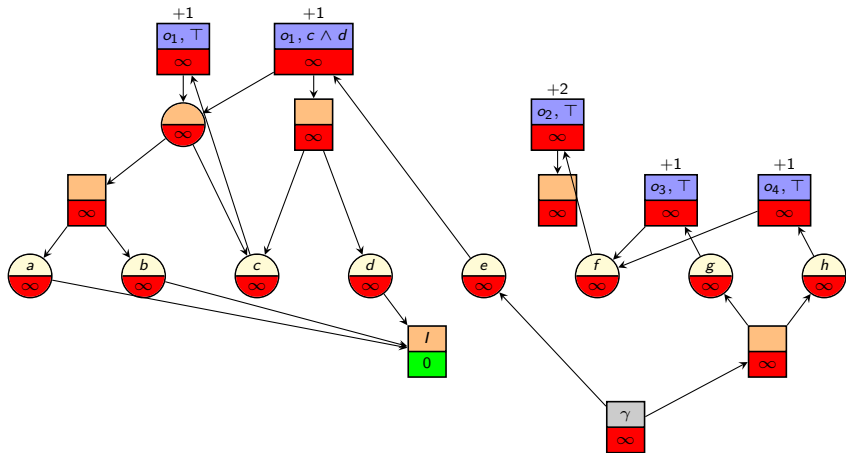 +1 +1
o₁, ⊤ o₁, c ∧ d
∞ ∞
+2
o₂, ⊤
∞ ∞ ∞
+1 +1
o₃, ⊤ o₄, ⊤
∞ ∞ ∞ ∞
a b c d e f g h
∞ ∞ ∞ ∞ ∞ ∞ ∞ ∞
I
0 ∞
γ
∞